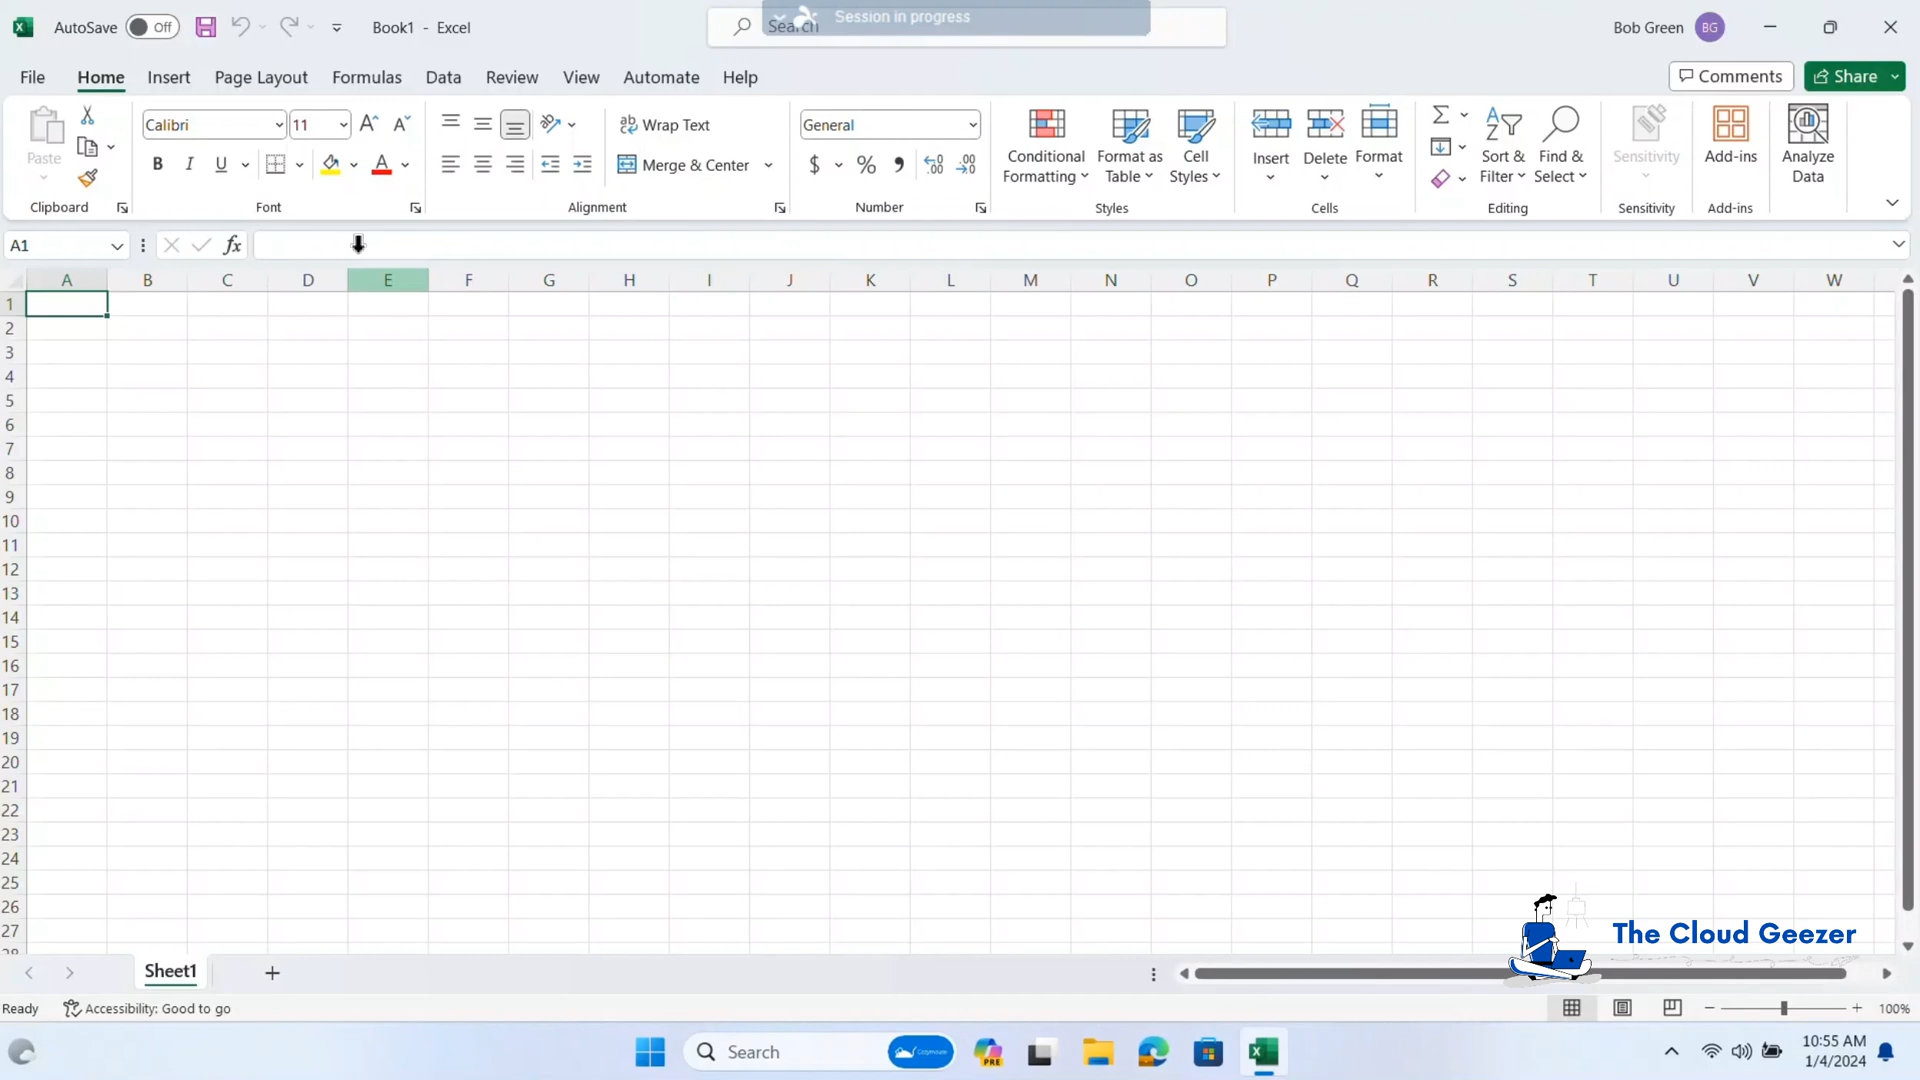 AutoSave Off Book1 - Excel Search Session in progress Bob Green BG
File Home Insert Page Layout Formulas Data Review View Automate Help Comments Share
Calibri 11 Wrap Text General
Paste B I U Merge & Center $ % , Conditional Formatting Format as Table Cell Styles Insert Delete Format Sort & Filter Find & Select Sensitivity Add-ins Analyze Data
Clipboard Font Alignment Number Styles Cells Editing Sensitivity Add-ins
A1 fx
A B C D E F G H I J K L M N O P Q R S T U V W
1
2
3
4
5
6
7
8
9
10
11
12
13
14
15
16
17
18
19
20
21
22
23
24
25
26
27
28
The Cloud Geezer
Sheet1
Ready Accessibility: Good to go 100%
Search PRE 10:55 AM
1/4/2024